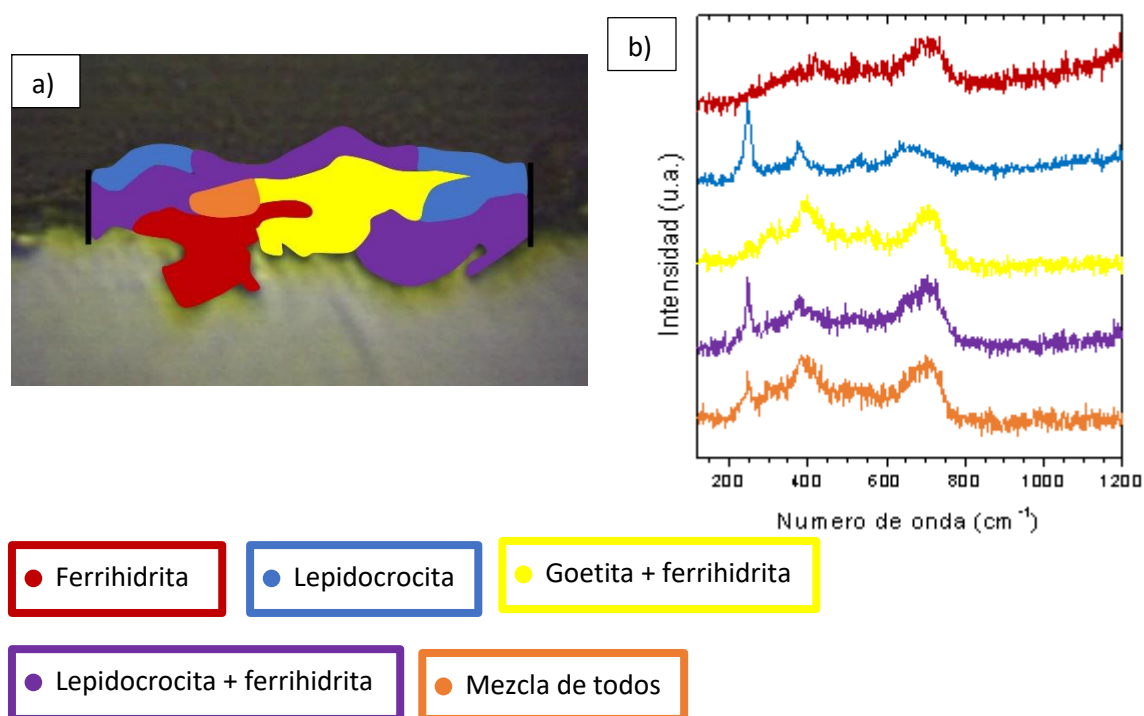 a)
b)
Intensidad (u.a.)
200 400 600 800 1000 1200
Numero de onda (cm⁻¹)
Ferrihidrita
Lepidocrocita
Goetita + ferrihidrita
Lepidocrocita + ferrihidrita
Mezcla de todos